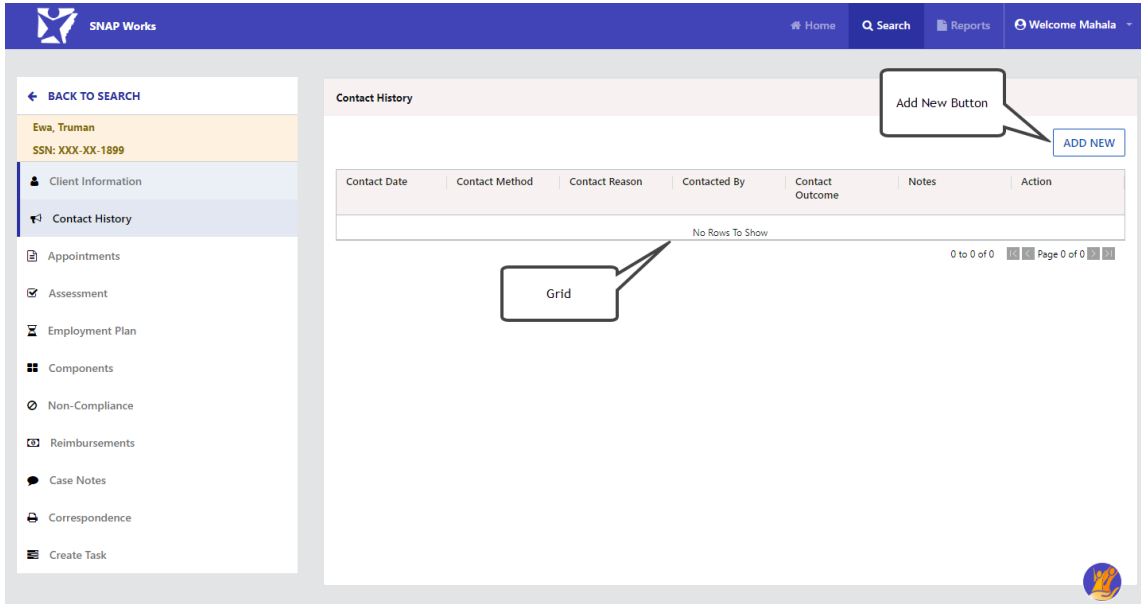 SNAP Works
Home
Search
Reports
Welcome Mahala
BACK TO SEARCH
Ewa, Truman
SSN: XXX-XX-1899
Client Information
Contact History
Appointments
Assessment
Employment Plan
Components
Non-Compliance
Reimbursements
Case Notes
Correspondence
Create Task
Contact History
Add New Button
ADD NEW
Contact Date
Contact Method
Contact Reason
Contacted By
Contact
Outcome
Notes
Action
No Rows To Show
0 to 0 of 0
Page 0 of 0
Grid